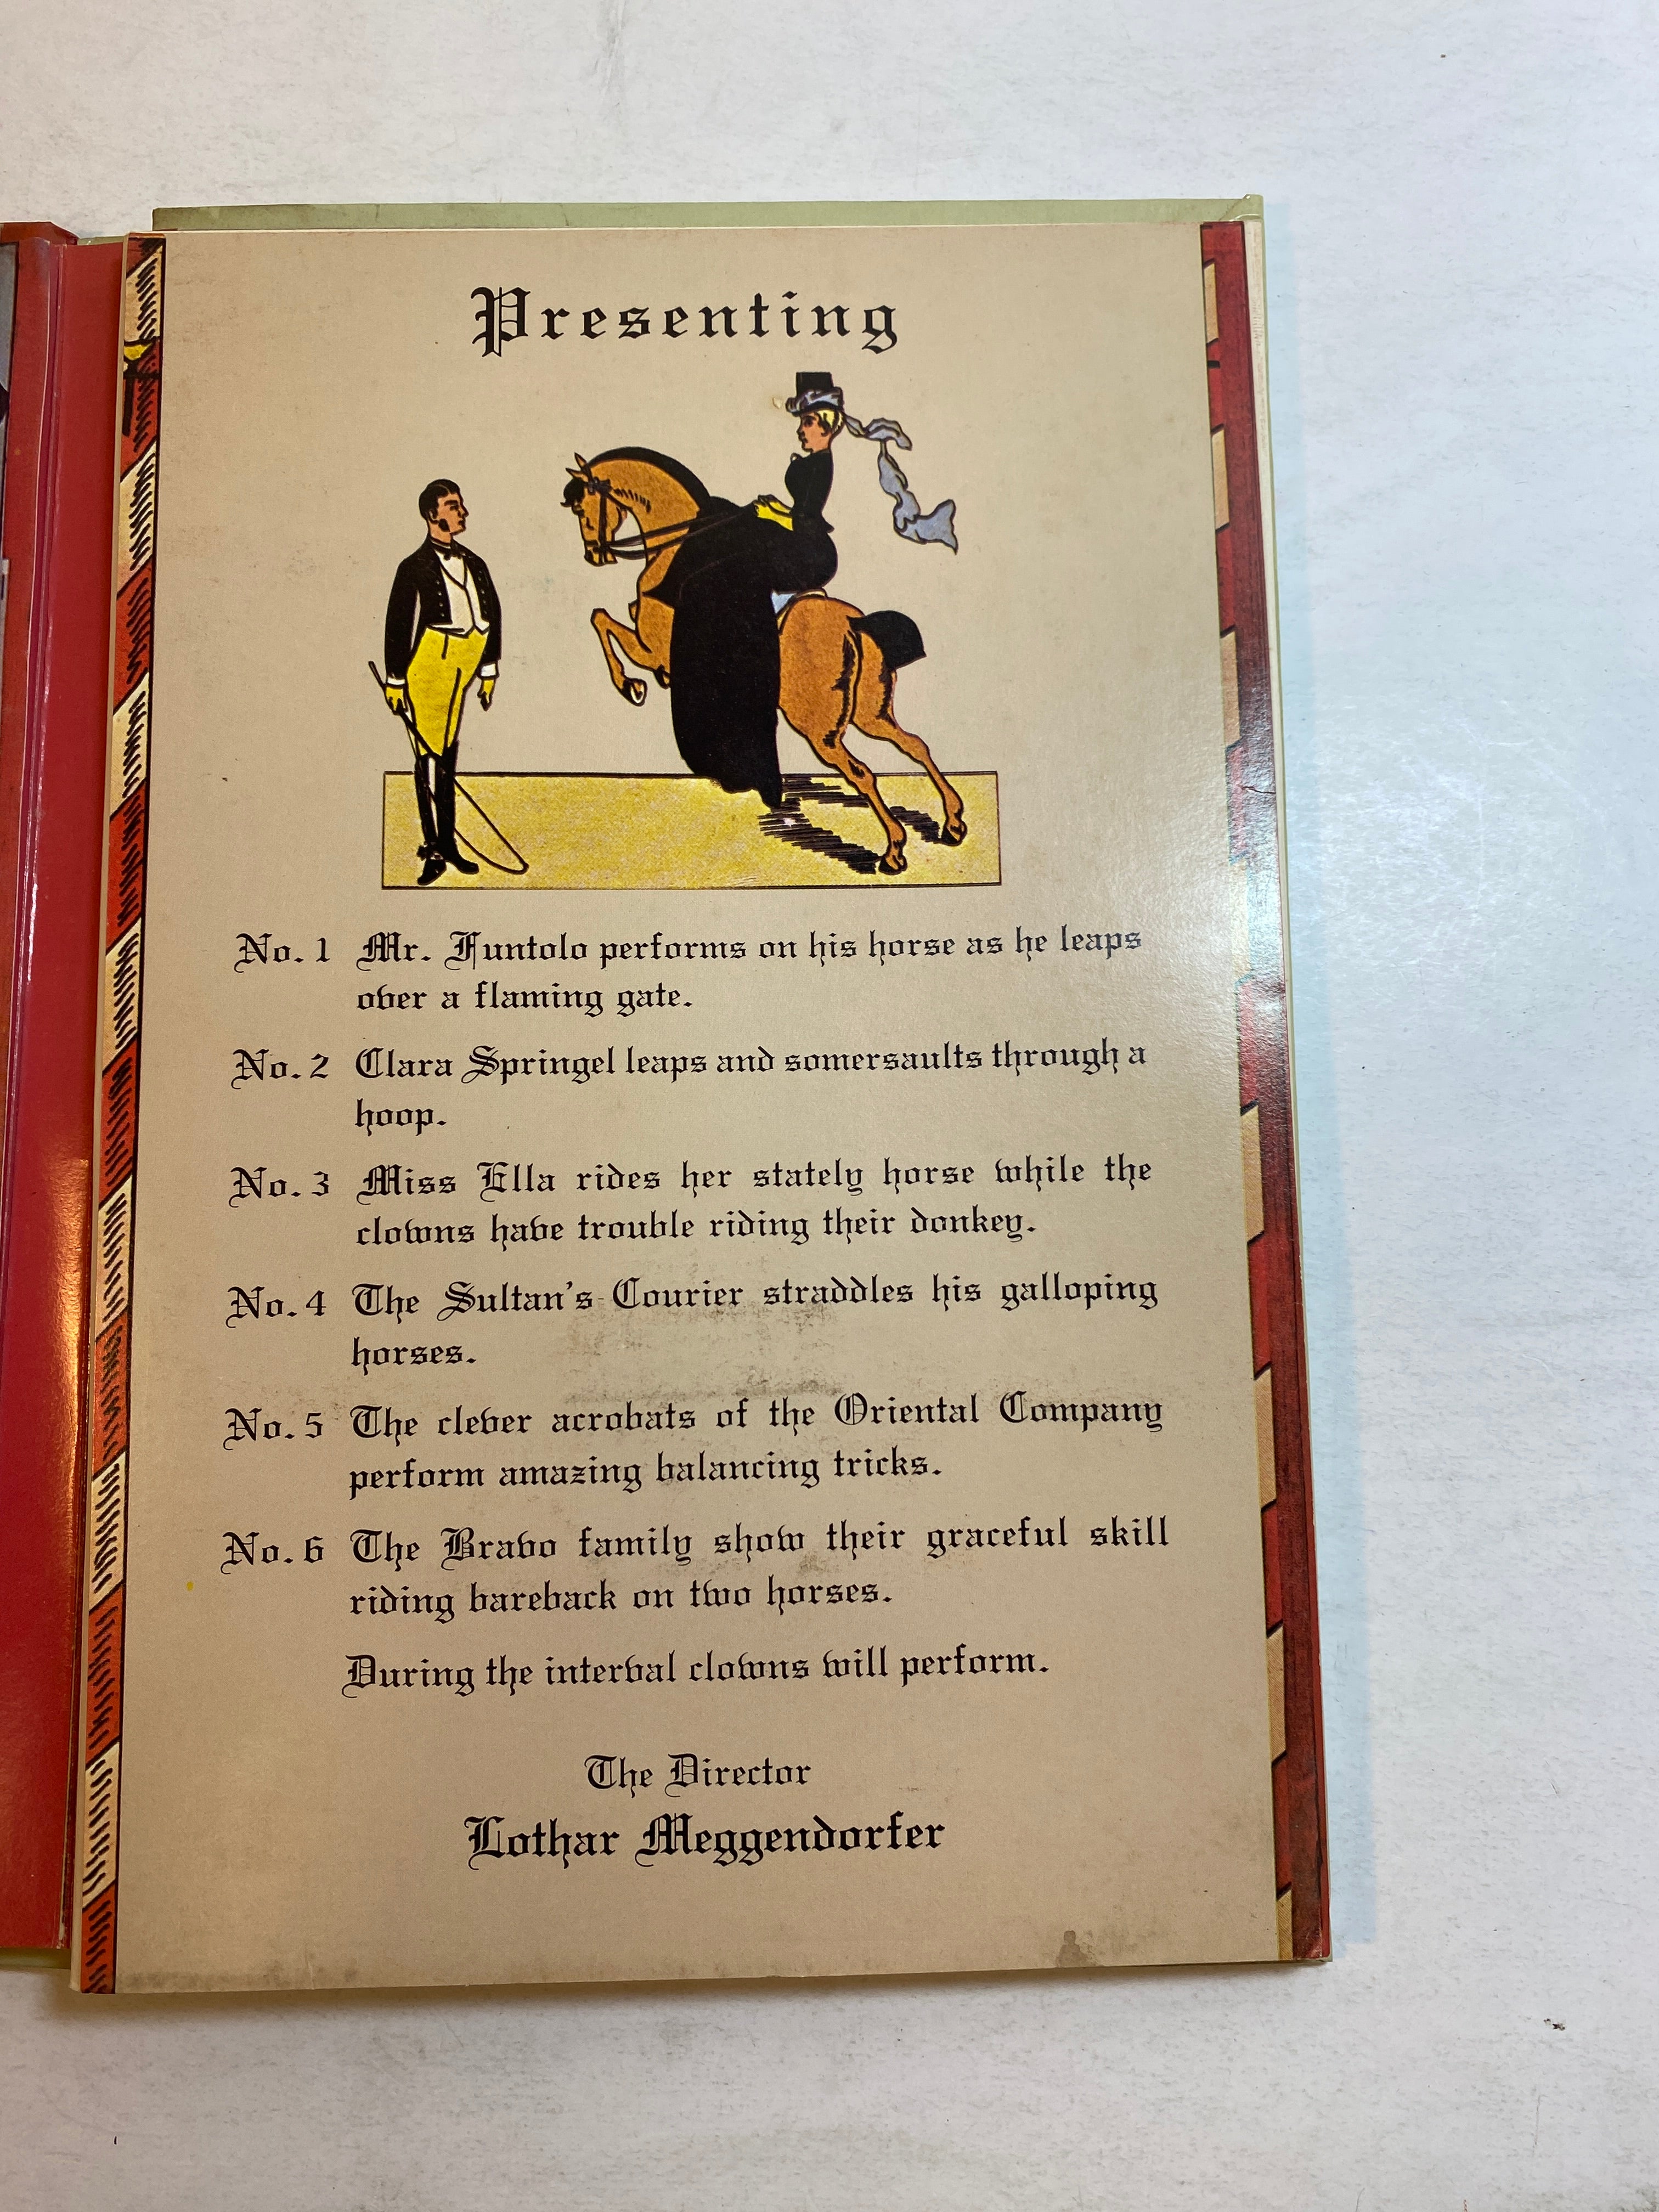 Presenting
No. 1 Mr. Funtolo performs on his horse as he leaps
over a flaming gate.
No. 2 Clara Springel leaps and somersaults through a
hoop.
No. 3 Miss Ella rides her stately horse while the
clowns have trouble riding their donkey.
No. 4 The Sultan's Courier straddles his galloping
horses.
No. 5 The clever acrobats of the Oriental Company
perform amazing balancing tricks.
No. 6 The Bravo family show their graceful skill
riding bareback on two horses.
During the interval clowns will perform.
The Director
Lothar Meggendorfer